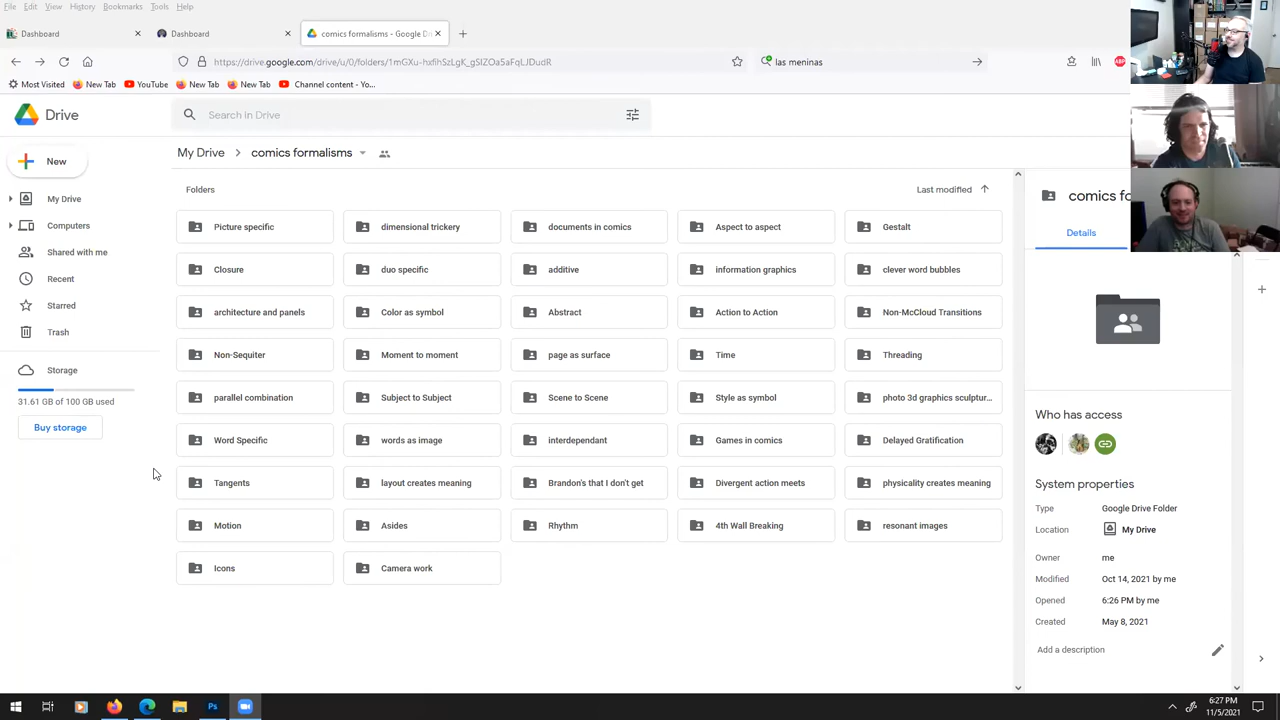 File Edit View History Bookmarks Tools Help
Dashboard
Dashboard
comics formalisms - Google Dr
https://drive.google.com/drive/u/0/folders/
las meninas
ABP
Most Visited
New Tab
YouTube
New Tab
New Tab
Channel content - Yo...
Drive
Search in Drive
New
My Drive
Computers
Shared with me
Recent
Starred
Trash
Storage
31.61 GB of 100 GB used
Buy storage
My Drive
comics formalisms
Folders
Last modified
Picture specific
dimensional trickery
documents in comics
Aspect to aspect
Gestalt
Closure
duo specific
additive
information graphics
clever word bubbles
architecture and panels
Color as symbol
Abstract
Action to Action
Non-McCloud Transitions
Non-Sequiter
Moment to moment
page as surface
Time
Threading
parallel combination
Subject to Subject
Scene to Scene
Style as symbol
photo 3d graphics sculptur...
Word Specific
words as image
interdependant
Games in comics
Delayed Gratification
Tangents
layout creates meaning
Brandon's that I don't get
Divergent action meets
physicality creates meaning
Motion
Asides
Rhythm
4th Wall Breaking
resonant images
Icons
Camera work
comics fo
Details
Who has access
System properties
Type Google Drive Folder
Location My Drive
Owner me
Modified Oct 14, 2021 by me
Opened 6:26 PM by me
Created May 8, 2021
Add a description
Ps
6:27 PM
11/5/2021